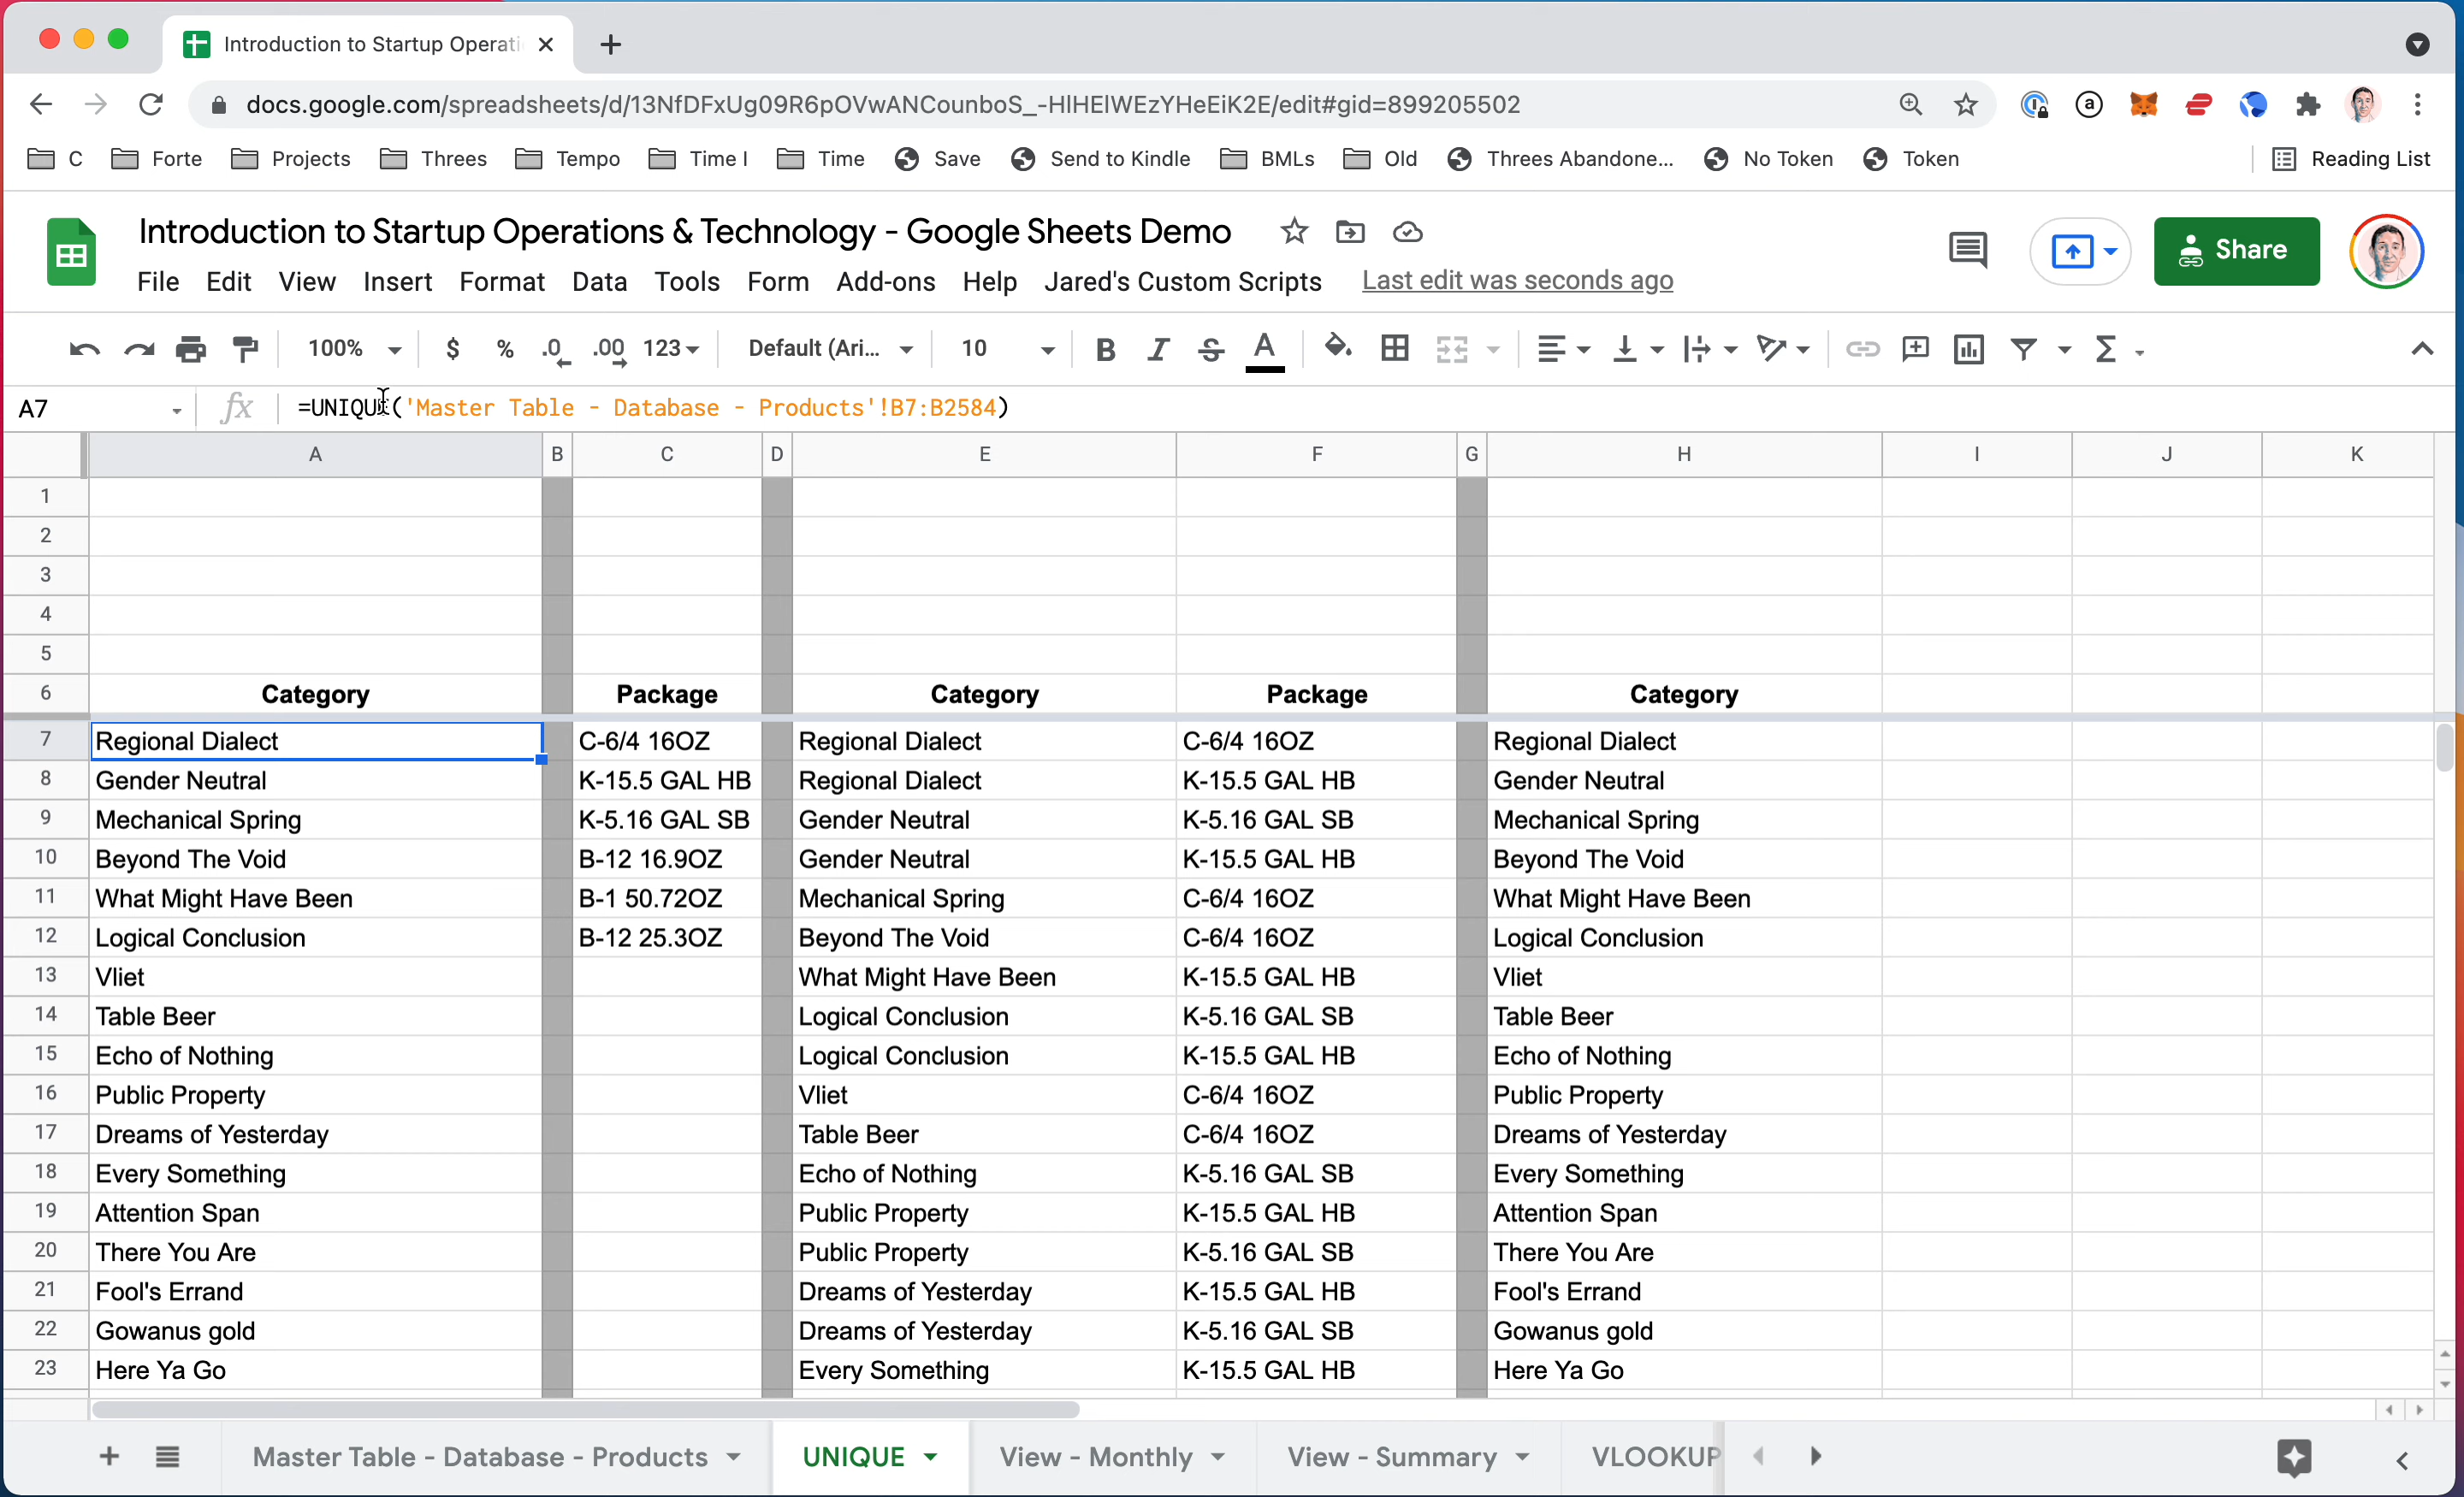 Introduction to Startup Operati
docs.google.com/spreadsheets/d/13NfDFxUg09R6pOVwANCounboS_-HlHElWEzYHeEiK2E/edit#gid=899205502
C Forte Projects Threes Tempo Time I Time Save Send to Kindle BMLs Old Threes Abandone... No Token Token Reading List
Introduction to Startup Operations & Technology - Google Sheets Demo
Share
File Edit View Insert Format Data Tools Form Add-ons Help Jared's Custom Scripts Last edit was seconds ago
100% $ % .0 .00 123 Default (Ari... 10 B I S A Σ
A7 fx =UNIQUE('Master Table - Database - Products'!B7:B2584)
A B C D E F G H I J K
1
2
3
4
5
6 Category Package Category Package Category
7 Regional Dialect C-6/4 16OZ Regional Dialect C-6/4 16OZ Regional Dialect
8 Gender Neutral K-15.5 GAL HB Regional Dialect K-15.5 GAL HB Gender Neutral
9 Mechanical Spring K-5.16 GAL SB Gender Neutral K-5.16 GAL SB Mechanical Spring
10 Beyond The Void B-12 16.9OZ Gender Neutral K-15.5 GAL HB Beyond The Void
11 What Might Have Been B-1 50.72OZ Mechanical Spring C-6/4 16OZ What Might Have Been
12 Logical Conclusion B-12 25.3OZ Beyond The Void C-6/4 16OZ Logical Conclusion
13 Vliet What Might Have Been K-15.5 GAL HB Vliet
14 Table Beer Logical Conclusion K-5.16 GAL SB Table Beer
15 Echo of Nothing Logical Conclusion K-15.5 GAL HB Echo of Nothing
16 Public Property Vliet C-6/4 16OZ Public Property
17 Dreams of Yesterday Table Beer C-6/4 16OZ Dreams of Yesterday
18 Every Something Echo of Nothing K-5.16 GAL SB Every Something
19 Attention Span Public Property K-15.5 GAL HB Attention Span
20 There You Are Public Property K-5.16 GAL SB There You Are
21 Fool's Errand Dreams of Yesterday K-15.5 GAL HB Fool's Errand
22 Gowanus gold Dreams of Yesterday K-5.16 GAL SB Gowanus gold
23 Here Ya Go Every Something K-15.5 GAL HB Here Ya Go
Master Table - Database - Products UNIQUE View - Monthly View - Summary VLOOKUP